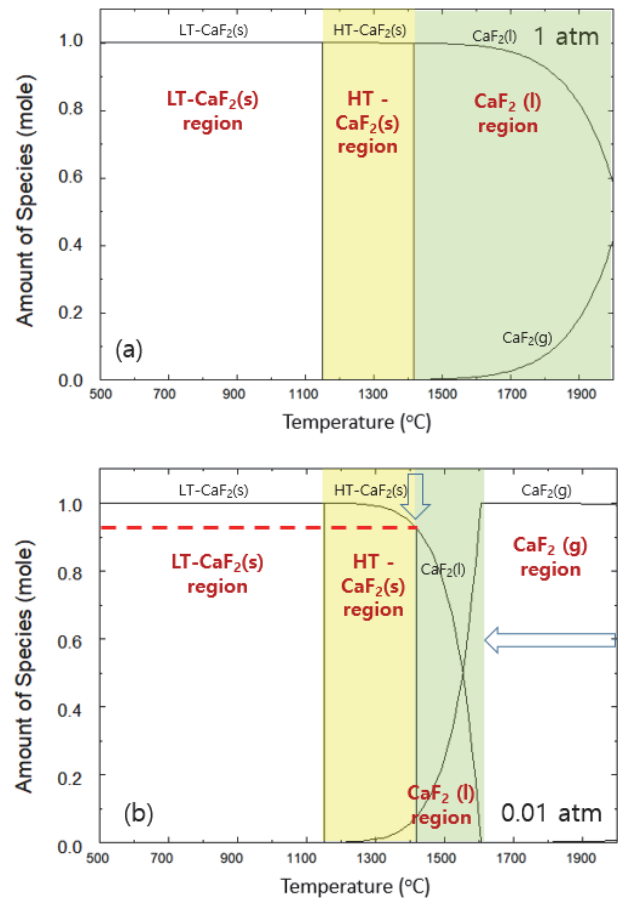 LT-CaF₂(s)
HT-CaF₂(s)
CaF₂(l)
1 atm
LT-CaF₂(s)
region
HT -
CaF₂(s)
region
CaF₂ (l)
region
CaF₂(g)
(a)
Amount of Species (mole)
1.0
0.8
0.6
0.4
0.2
0.0
500
700
900
1100
1300
1500
1700
1900
Temperature (°C)
LT-CaF₂(s)
HT-CaF₂(s)
CaF₂(g)
LT-CaF₂(s)
region
HT -
CaF₂(s)
region
CaF₂(l)
CaF₂ (g)
region
CaF₂ (l)
region
(b)
0.01 atm
Amount of Species (mole)
1.0
0.8
0.6
0.4
0.2
0.0
500
700
900
1100
1300
1500
1700
1900
Temperature (°C)